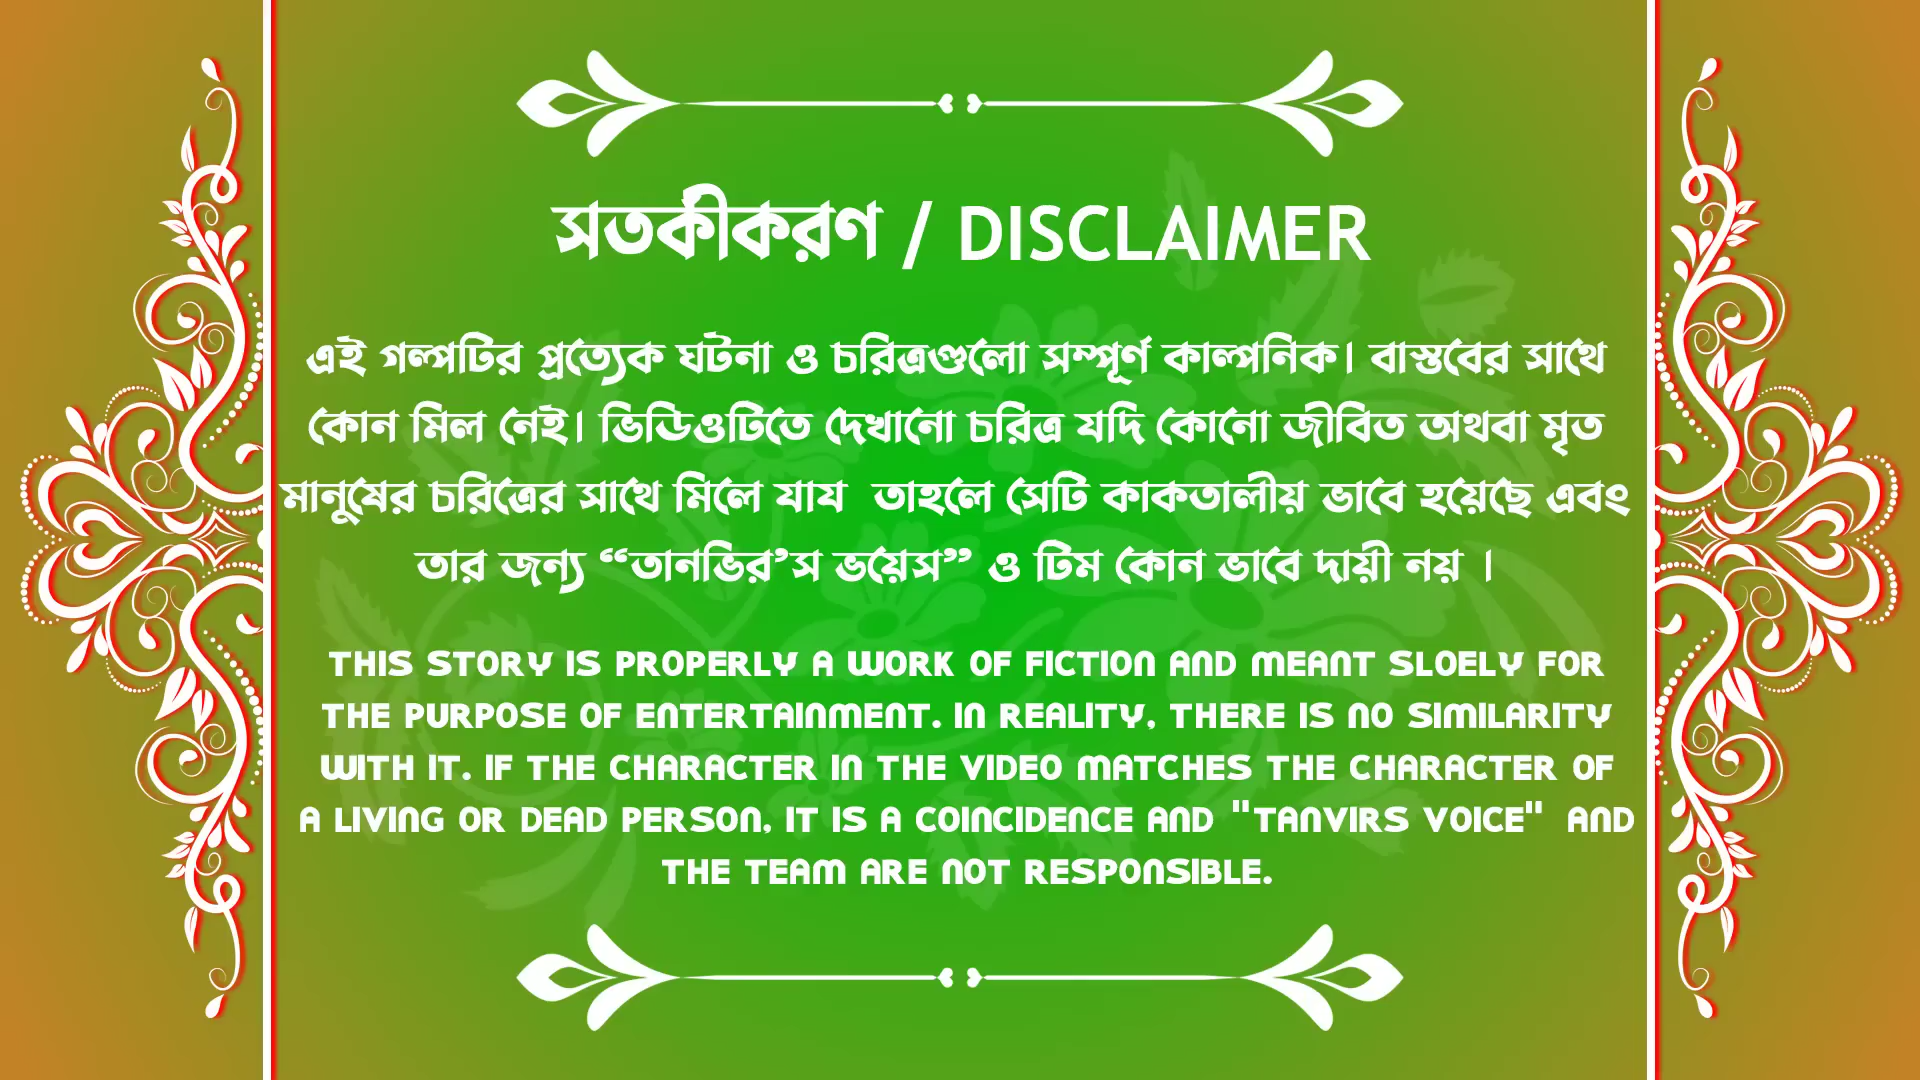 সতর্কীকরণ / DISCLAIMER
এই গল্পটির প্রত্যেক ঘটনা ও চরিত্রগুলো সম্পূর্ণ কাল্পনিক। বাস্তবের সাথে
কোন মিল নেই। ভিডিওটিতে দেখানো চরিত্র যদি কোনো জীবিত অথবা মৃত
মানুষের চরিত্রের সাথে মিলে যায তাহলে সেটি কাকতালীয় ভাবে হয়েছে এবং
তার জন্য “তানভির’স ভয়েস” ও টিম কোন ভাবে দায়ী নয় ।
THIS STORY IS PROPERLY A WORK OF FICTION AND MEANT SLOELY FOR
THE PURPOSE OF ENTERTAINMENT. IN REALITY, THERE IS NO SIMILARITY
WITH IT. IF THE CHARACTER IN THE VIDEO MATCHES THE CHARACTER OF
A LIVING OR DEAD PERSON, IT IS A COINCIDENCE AND "TANVIRS VOICE" AND
THE TEAM ARE NOT RESPONSIBLE.